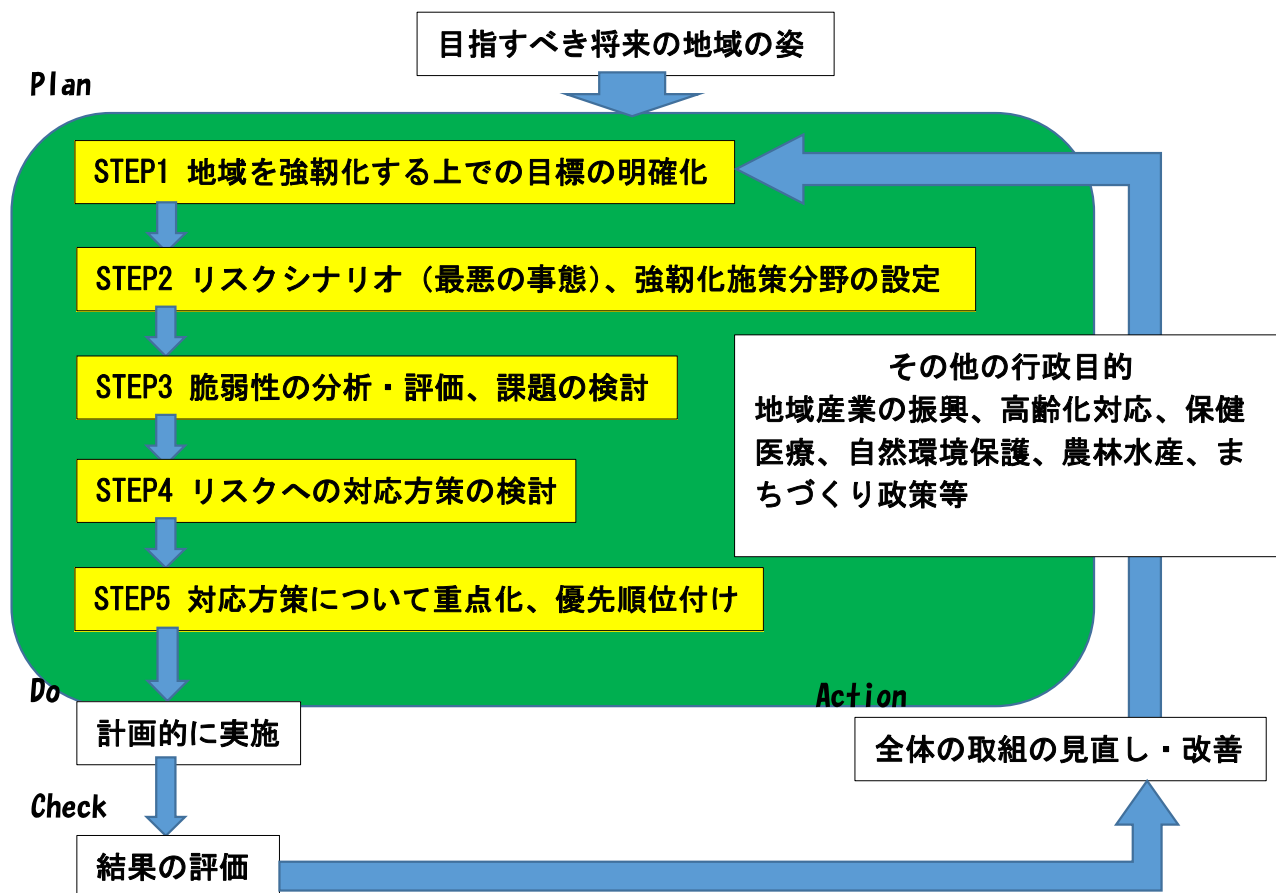 目指すべき将来の地域の姿
Plan
STEP1 地域を強靭化する上での目標の明確化
STEP2 リスクシナリオ（最悪の事態）、強靭化施策分野の設定
STEP3 脆弱性の分析・評価、課題の検討
STEP4 リスクへの対応方策の検討
STEP5 対応方策について重点化、優先順位付け
その他の行政目的
地域産業の振興、高齢化対応、保健
医療、自然環境保護、農林水産、ま
ちづくり政策等
Do
計画的に実施
Check
結果の評価
Action
全体の取組の見直し・改善